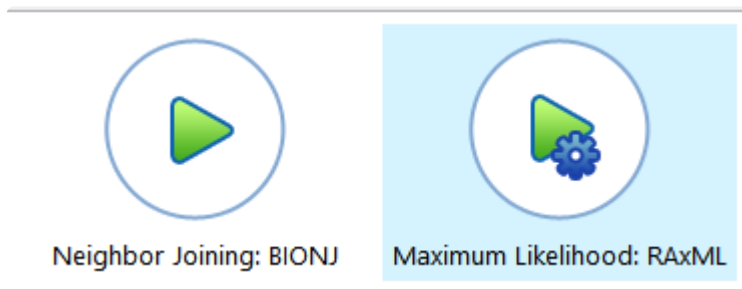 Neighbor Joining: BIONJ
Maximum Likelihood: RAxML